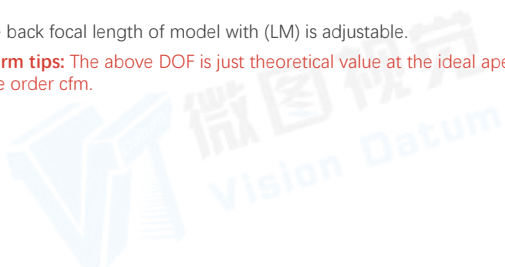 back focal length of model with (LM) is adjustable.
rm tips: The above DOF is just theoretical value at the ideal ape
e order cfm.
微图视觉
Vision Datum